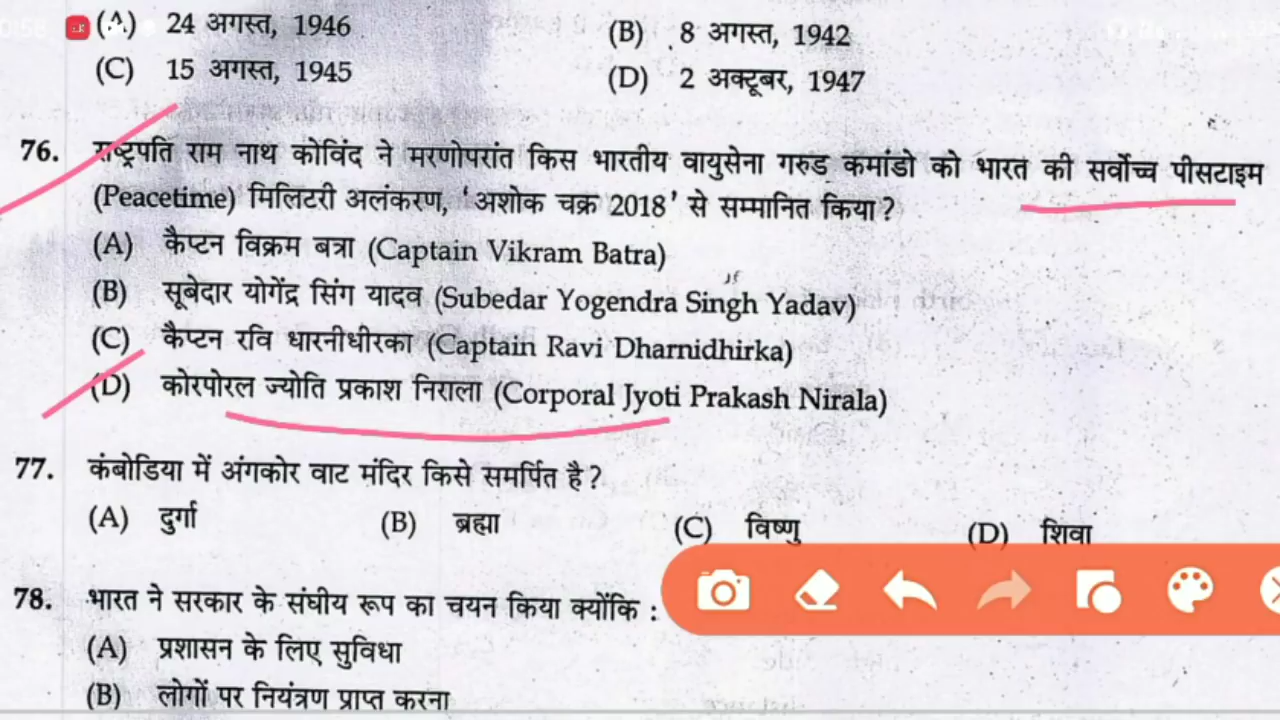 (A) 24 अगस्त, 1946 (B) 8 अगस्त, 1942
(C) 15 अगस्त, 1945 (D) 2 अक्टूबर, 1947
76. राष्ट्रपति राम नाथ कोविंद ने मरणोपरांत किस भारतीय वायुसेना गरुड कमांडो को भारत की सर्वोच्च पीसटाइम
(Peacetime) मिलिटरी अलंकरण, 'अशोक चक्र 2018' से सम्मानित किया?
(A) कैप्टन विक्रम बत्रा (Captain Vikram Batra)
(B) सूबेदार योगेंद्र सिंग यादव (Subedar Yogendra Singh Yadav)
(C) कैप्टन रवि धारनीधीरका (Captain Ravi Dharnidhirka)
(D) कोरपोरल ज्योति प्रकाश निराला (Corporal Jyoti Prakash Nirala)
77. कंबोडिया में अंगकोर वाट मंदिर किसे समर्पित है?
(A) दुर्गा (B) ब्रह्मा (C) विष्णु (D) शिवा
78. भारत ने सरकार के संघीय रूप का चयन किया क्योंकि :
(A) प्रशासन के लिए सुविधा
(B) लोगों पर नियंत्रण प्राप्त करना